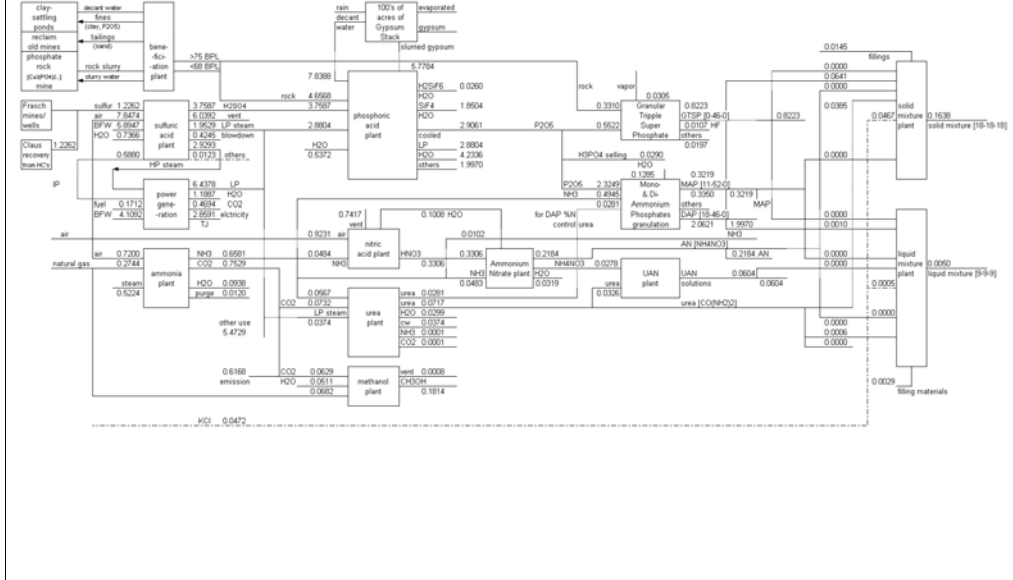 clay-
settling
ponds
reclaim
old mines
phosphate
rock
mine
decant water
fines
(clay, P2O5)
tailings
(sand)
rock slurry
slurry water
bene-
fici-
ation
plant
>75 BPL
<68 BPL
rain
decant
water
100's of
acres of
Gypsum
Stack
evaporated
gypsum
slurried gypsum
5.7784
7.8388
rock 4.6568
3.7587
2.8804
H2O
0.5372
phosphoric
acid
plant
H2SiF6 0.0260
H2O
SiF4 1.8504
H2O
2.9061
cooled
LP 2.8804
H2O 4.2336
others 1.9970
Frasch
mines/
wells
Claus
recovery
from HC's
1.2262
sulfur 1.2262
air 7.8474
BFW 5.8947
H2O 0.7366
0.5880
sulfuric
acid
plant
3.7587 H2SO4
6.0392 vent
1.9529 LP steam
0.4245 blowdown
2.9293
0.0123 others
HP steam
IP
fuel 0.1712
BFW 4.1092
power
gene-
-ration
6.4378 LP
1.1887 H2O
0.4694 CO2
2.8591 elctricity
TJ
air
air 0.7200
natural gas 0.2744
steam
0.5224
ammonia
plant
NH3 0.6581
CO2 0.7529
H2O 0.0938
purge 0.0120
0.7417
vent
0.9231 air
0.0484
NH3
nitric
acid plant
0.1008 H2O
0.0102
HNO3 0.3306
0.3306
NH3
0.0483
Ammonium
Nitrate plant
0.2184
NH4NO3 0.0278
H2O
0.0319
0.0567
CO2 0.0732
LP steam
0.0374
urea
plant
urea 0.0281
urea 0.0717
H2O 0.0299
cw 0.0374
NH3 0.0001
CO2 0.0001
other use
5.4729
0.6168
emission
CO2 0.0629
H2O 0.0511
0.0682
methanol
plant
vent 0.0008
CH3OH
0.1814
KCl 0.0472
rock
vapor
0.3310
0.0305
P2O5 0.5522
Granular
Tripple
Super
Phosphate
0.8223
GTSP [0-46-0]
0.0107 HF
others
0.0197
0.8223
H3PO4 selling 0.0290
H2O
0.1295
P2O5 2.3249
NH3 0.4945
0.0281
for DAP %N
control urea
Mono-
& Di-
Ammonium
Phosphates
granulation
0.3219
MAP [11-52-0]
0.3350 0.3219
others MAP
DAP [18-46-0]
2.0621 1.9970
NH3
AN [NH4NO3]
0.2184 AN
urea
0.0326
UAN
plant
UAN 0.0604
solutions 0.0604
urea [CO(NH2)2]
0.0145
fillings
0.0000
0.0641
0.0000
0.0385
0.0467
0.0000
solid
mixture
plant
0.1638
solid mixture [18-18-18]
0.0000
0.0010
0.0000
0.0000
0.0005
0.0000
0.0000
0.0006
0.0000
liquid
mixture
plant
0.0050
liquid mixture [9-9-9]
0.0029
filling materials